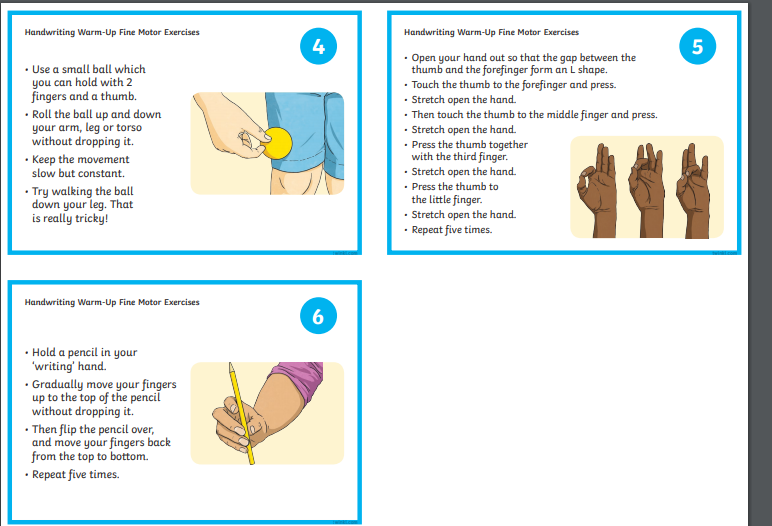 Handwriting Warm-Up Fine Motor Exercises
4
• Use a small ball which
you can hold with 2
fingers and a thumb.
• Roll the ball up and down
your arm, leg or torso
without dropping it.
• Keep the movement
slow but constant.
• Try walking the ball
down your leg. That
is really tricky!
Handwriting Warm-Up Fine Motor Exercises
5
• Open your hand out so that the gap between the
thumb and the forefinger form an L shape.
• Touch the thumb to the forefinger and press.
• Stretch open the hand.
• Then touch the thumb to the middle finger and press.
• Stretch open the hand.
• Press the thumb together
with the third finger.
• Stretch open the hand.
• Press the thumb to
the little finger.
• Stretch open the hand.
• Repeat five times.
Handwriting Warm-Up Fine Motor Exercises
6
• Hold a pencil in your
‘writing’ hand.
• Gradually move your fingers
up to the top of the pencil
without dropping it.
• Then flip the pencil over,
and move your fingers back
from the top to bottom.
• Repeat five times.